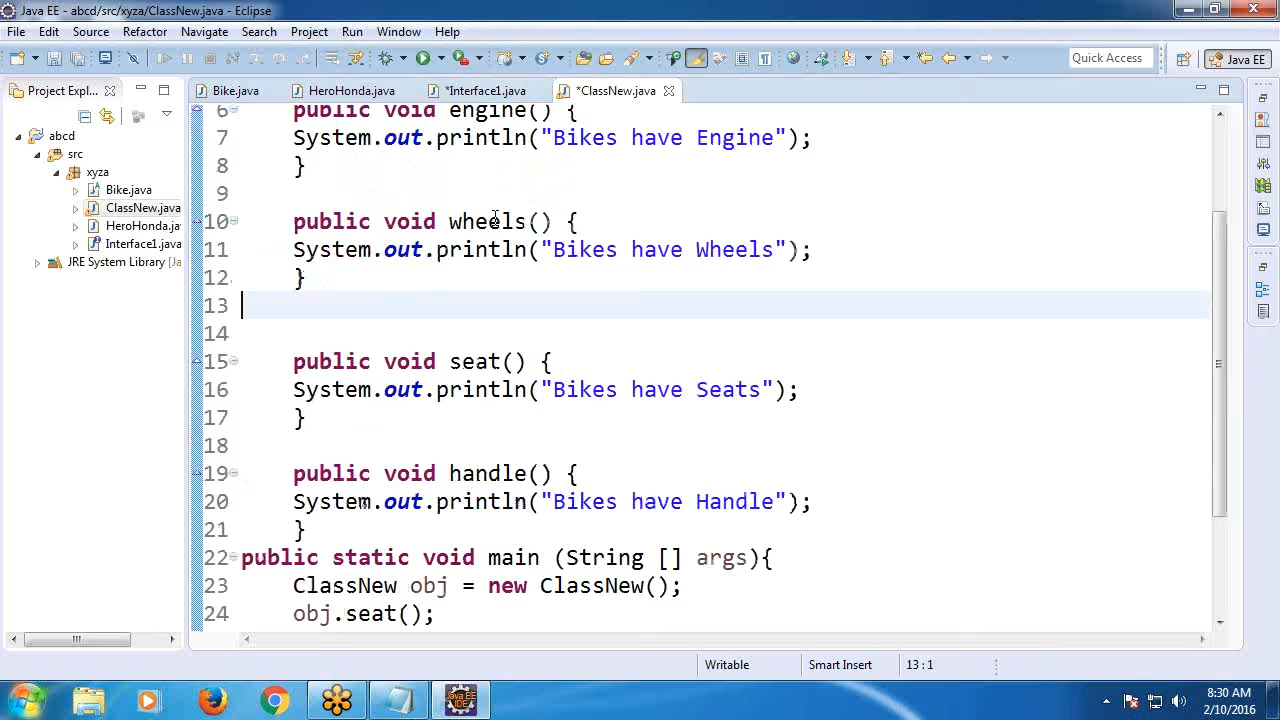 Java EE - abcd/src/xyza/ClassNew.java - Eclipse
File Edit Source Refactor Navigate Search Project Run Window Help
Quick Access Java EE
Project Expl... Bike.java HeroHonda.java *Interface1.java *ClassNew.java
abcd
src
xyza
Bike.java
ClassNew.java
HeroHonda.ja
Interface1.java
JRE System Library [Ja
6 public void engine() {
7 System.out.println("Bikes have Engine");
8 }
9
10 public void wheels() {
11 System.out.println("Bikes have Wheels");
12 }
13
14
15 public void seat() {
16 System.out.println("Bikes have Seats");
17 }
18
19 public void handle() {
20 System.out.println("Bikes have Handle");
21 }
22 public static void main (String [] args){
23 ClassNew obj = new ClassNew();
24 obj.seat();
Writable Smart Insert 13 : 1
Java EE
IDE
8:30 AM
2/10/2016